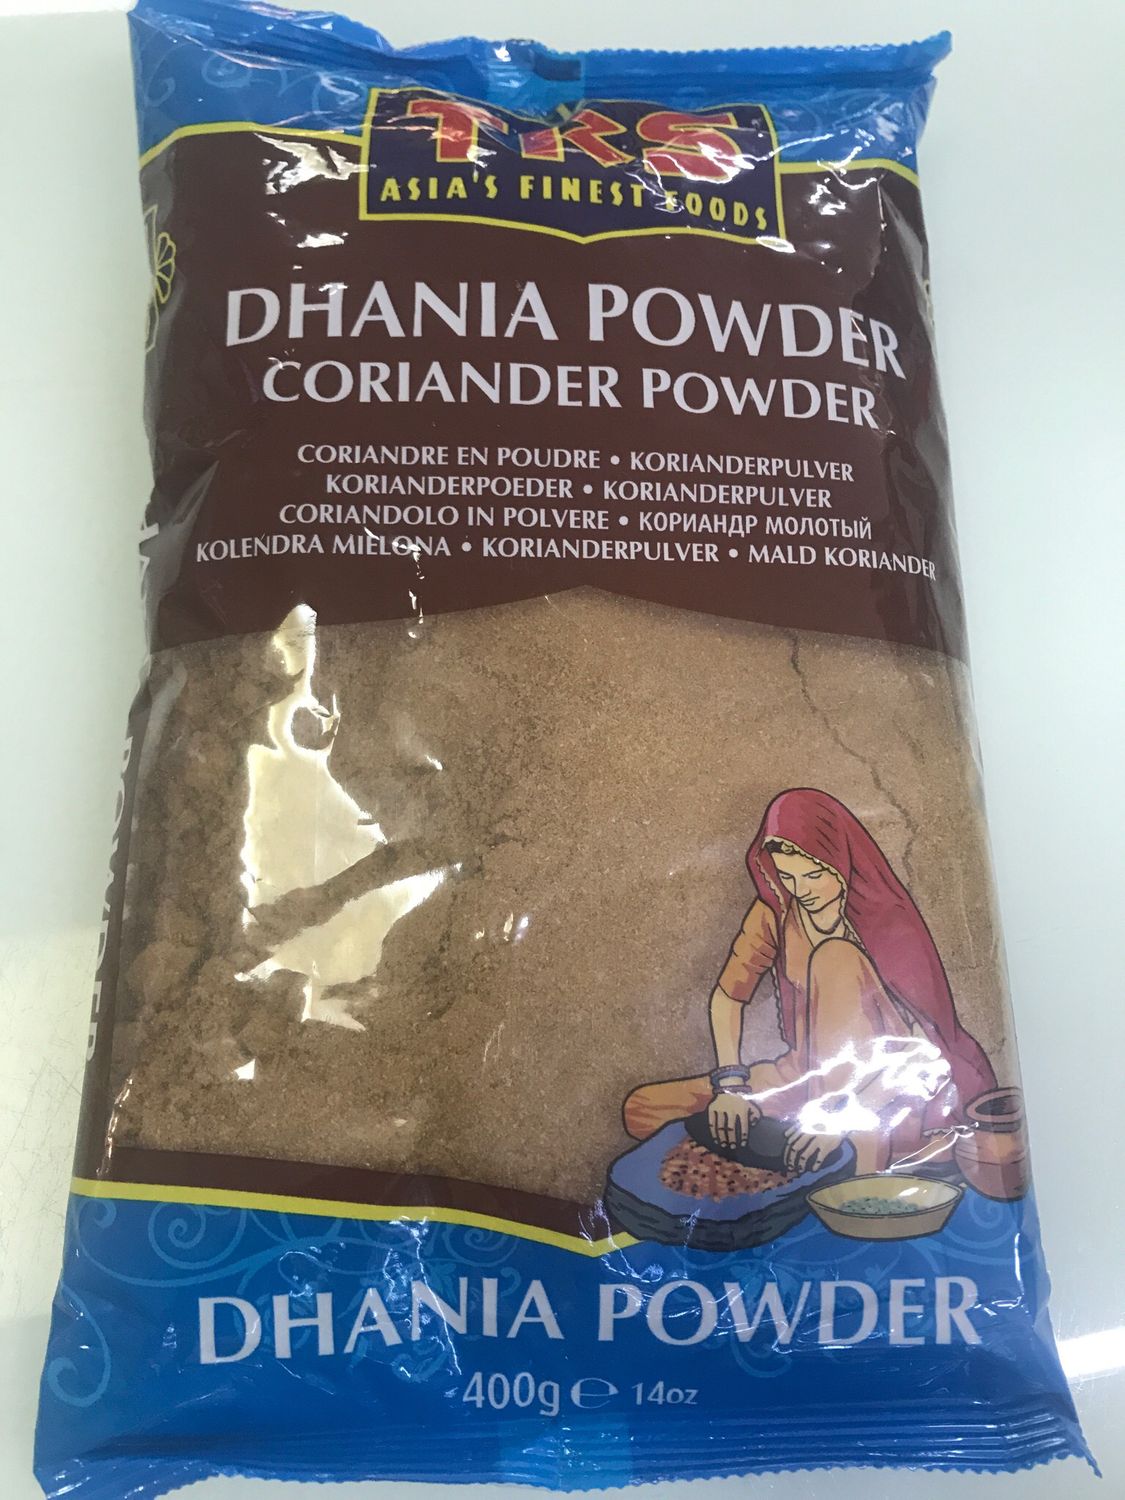 TRS
ASIA'S FINEST FOODS
DHANIA POWDER
CORIANDER POWDER
CORIANDRE EN POUDRE • KORIANDERPULVER
KORIANDERPOEDER • KORIANDERPULVER
CORIANDOLO IN POLVERE • КОРИАНДР МОЛОТЫЙ
KOLENDRA MIELONA • KORIANDERPULVER • MALD KORIANDER
POWDER
DHANIA POWDER
400g ℮ 14oz